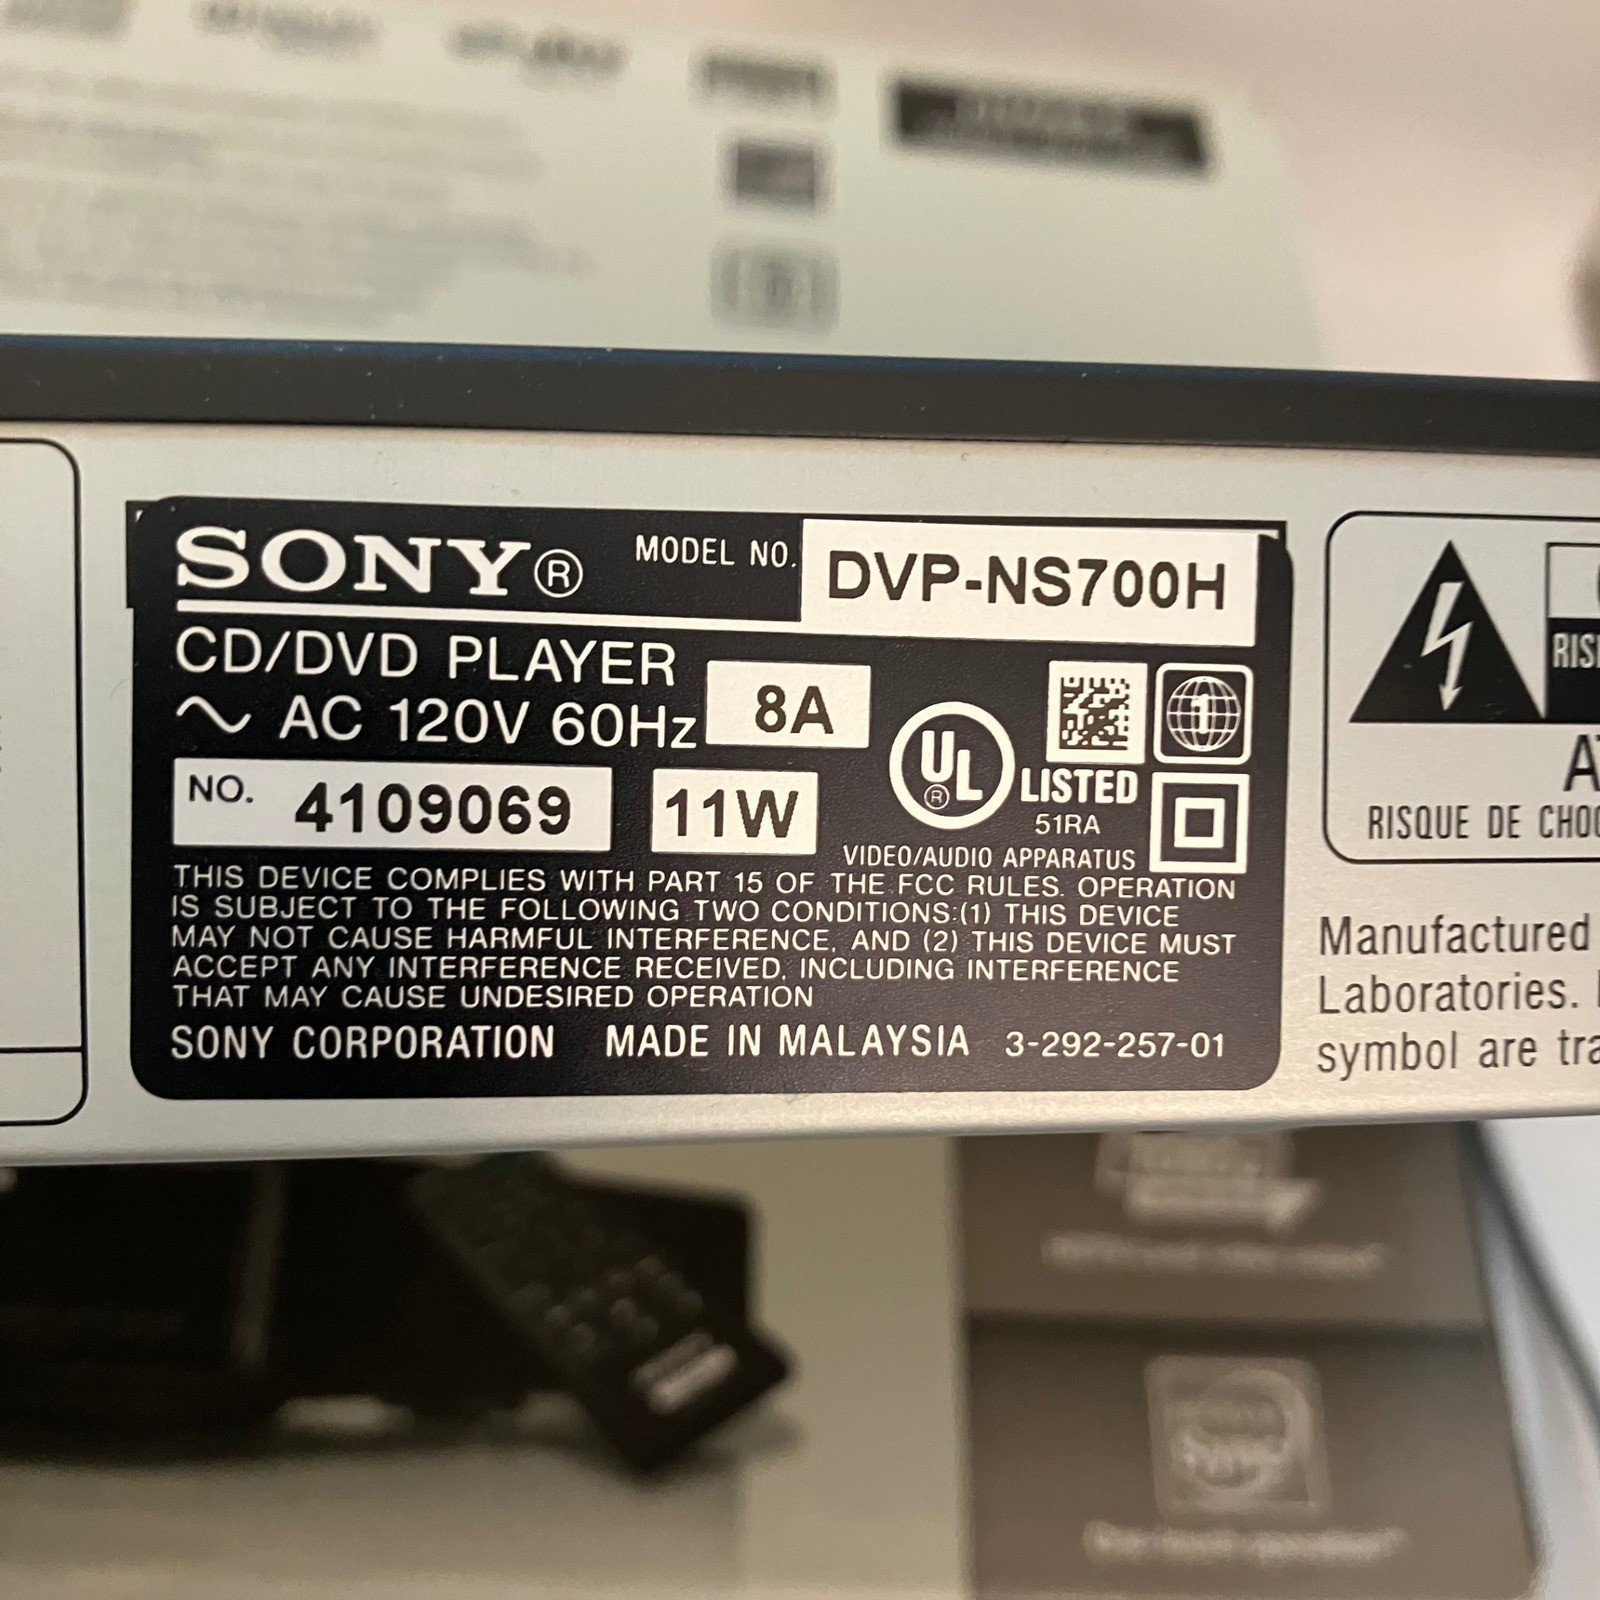 SONY®
MODEL NO. DVP-NS700H
CD/DVD PLAYER
~ AC 120V 60Hz 8A
NO. 4109069 11W
UL® LISTED
51RA
VIDEO/AUDIO APPARATUS
1
THIS DEVICE COMPLIES WITH PART 15 OF THE FCC RULES. OPERATION
IS SUBJECT TO THE FOLLOWING TWO CONDITIONS:(1) THIS DEVICE
MAY NOT CAUSE HARMFUL INTERFERENCE, AND (2) THIS DEVICE MUST
ACCEPT ANY INTERFERENCE RECEIVED, INCLUDING INTERFERENCE
THAT MAY CAUSE UNDESIRED OPERATION
SONY CORPORATION MADE IN MALAYSIA 3-292-257-01
RISQUE DE
Manufactured
Laboratories.
symbol are